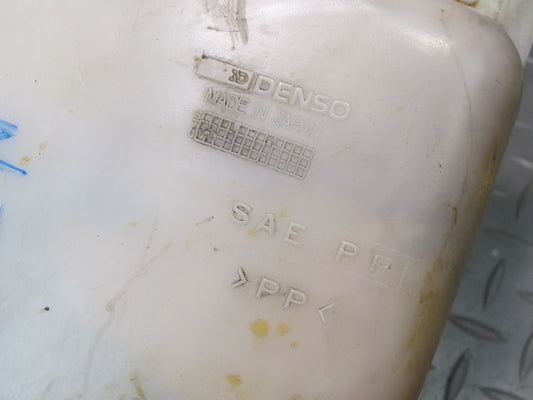 DENSO
MADE IN JAPAN
SAE PP
>PP<